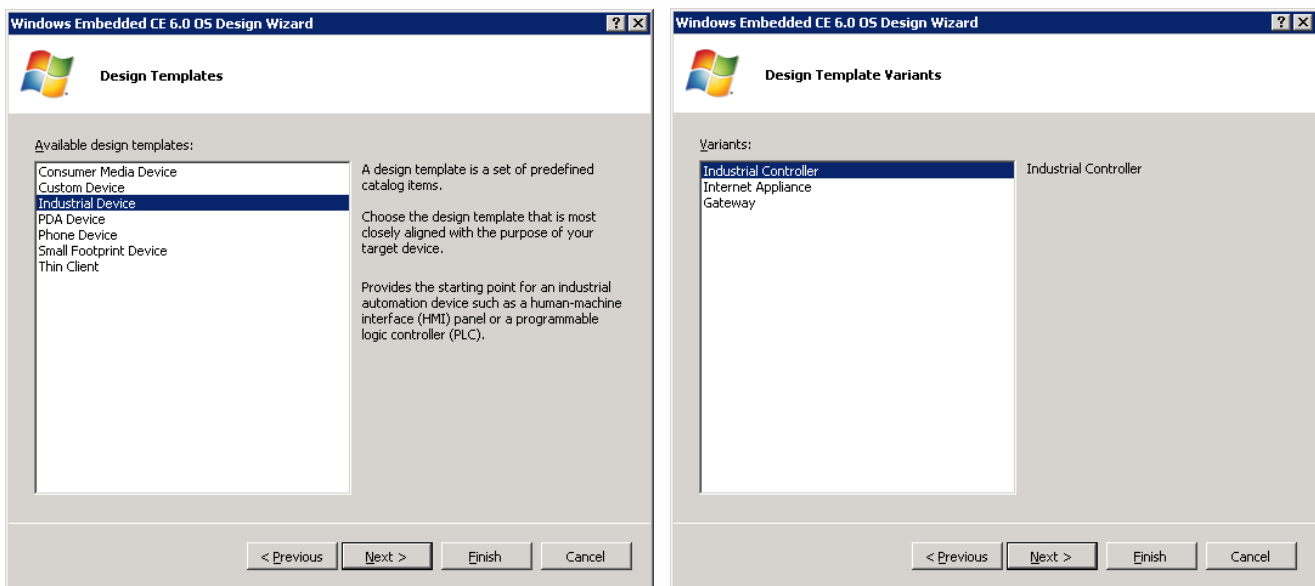 Windows Embedded CE 6.0 OS Design Wizard
Design Templates
Available design templates:
Consumer Media Device
Custom Device
Industrial Device
PDA Device
Phone Device
Small Footprint Device
Thin Client
A design template is a set of predefined
catalog items.
Choose the design template that is most
closely aligned with the purpose of your
target device.
Provides the starting point for an industrial
automation device such as a human-machine
interface (HMI) panel or a programmable
logic controller (PLC).
< Previous
Next >
Finish
Cancel
Windows Embedded CE 6.0 OS Design Wizard
Design Template Variants
Variants:
Industrial Controller
Internet Appliance
Gateway
Industrial Controller
< Previous
Next >
Finish
Cancel